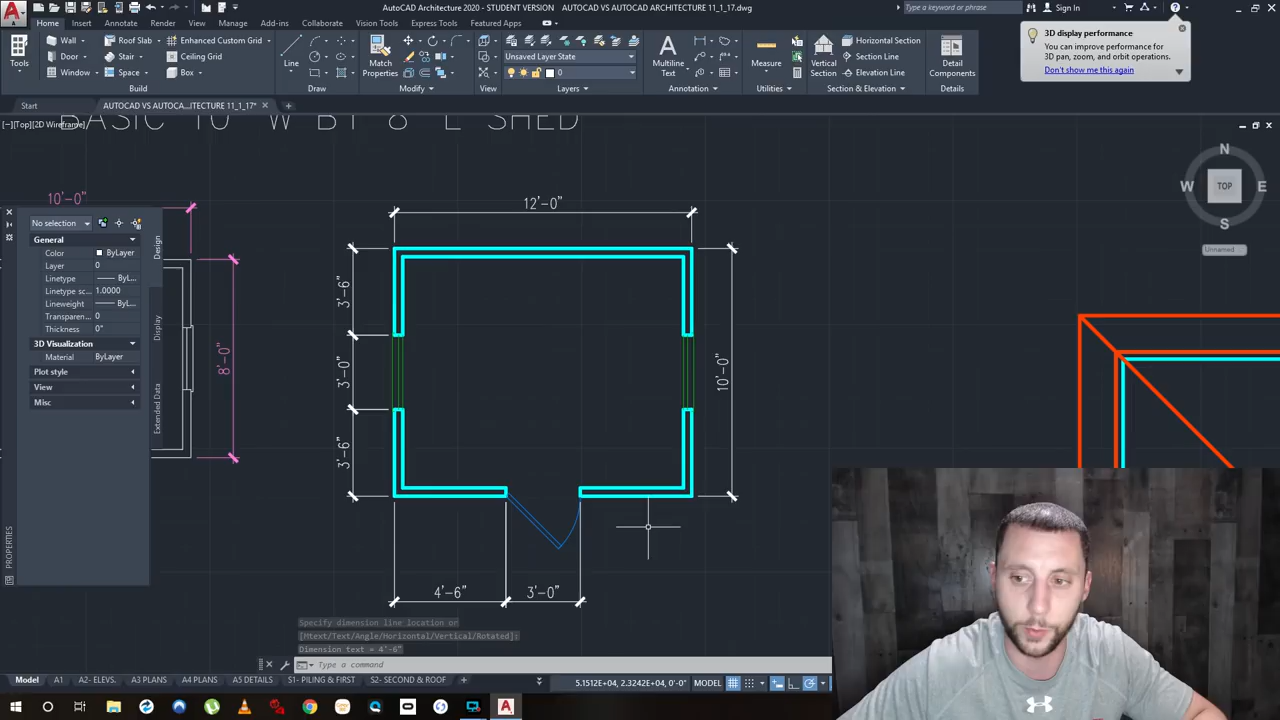 AutoCAD Architecture 2020 - STUDENT VERSION AUTOCAD VS AUTOCAD ARCHITECTURE 11_1_17.dwg
Type a keyword or phrase
Sign In
Home Insert Annotate Render View Manage Add-ins Collaborate Vision Tools Express Tools Featured Apps
Tools
Wall
Door
Window
Roof Slab
Stair
Space
Enhanced Custom Grid
Ceiling Grid
Box
Build
Line
Draw
Match Properties
Modify
View
Unsaved Layer State
0
Layers
Multiline Text
Annotation
Measure
Utilities
Vertical Section
Horizontal Section
Section Line
Elevation Line
Section & Elevation
Detail Components
Details
3D display performance
You can improve performance for
3D pan, zoom, and orbit operations.
Don't show me this again
Start
AUTOCAD VS AUTOCA...ITECTURE 11_1_17*
[−][Top][2D Wireframe]
BASIC 10' W BY 8' L SHED
N
W
TOP
E
S
Unnamed
10'-0"
8'-0"
12'-0"
3'-6"
3'-0"
3'-6"
10'-0"
4'-6"
3'-0"
No selection
General
Color ByLayer
Layer 0
Linetype ByL...
Linetype sc... 1.0000
Lineweight ByL...
Transparen... 0
Thickness 0"
3D Visualization
Material ByLayer
Plot style
View
Misc
Design
Display
Extended Data
PROPERTIES
Specify dimension line location or
[Mtext/Text/Angle/Horizontal/Vertical/Rotated]:
Dimension text = 4'-6"
Type a command
Model A1 A2- ELEVS. A3 PLANS A4 PLANS A5 DETAILS S1- PILING & FIRST S2- SECOND & ROOF
5.1512E+04, 2.3242E+04, 0'-0" MODEL